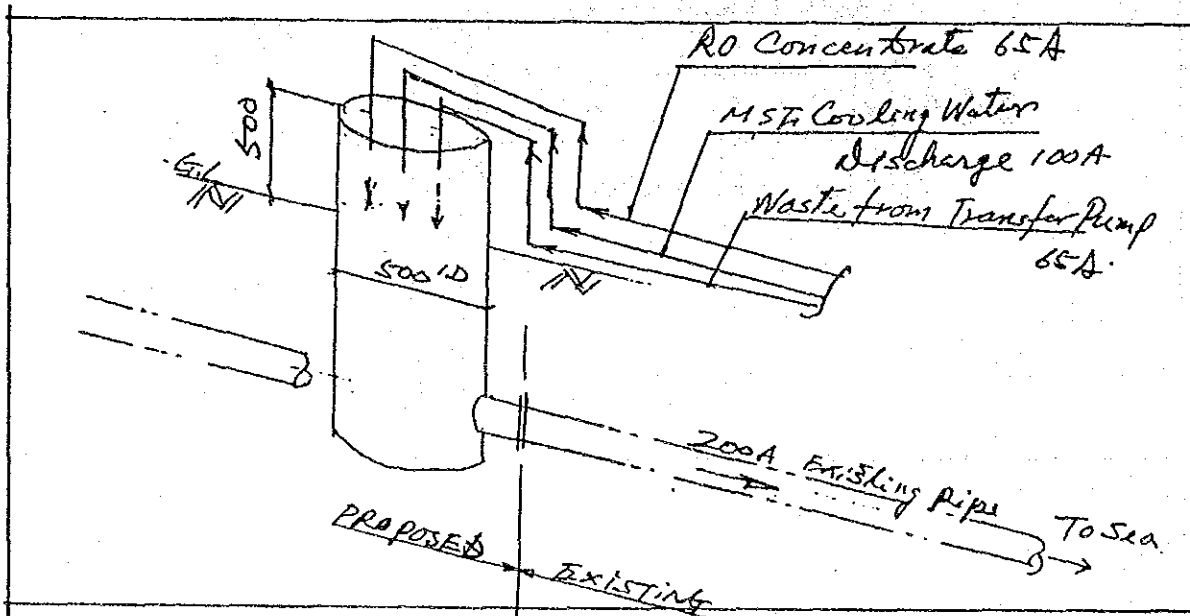 RO Concentrate 65A
MSF Cooling Water
Discharge 100A
Waste from Transfer Pump
65A.
500
G.L
500 ID
200A Existing Pipe
To Sea
PROPOSED
EXISTING